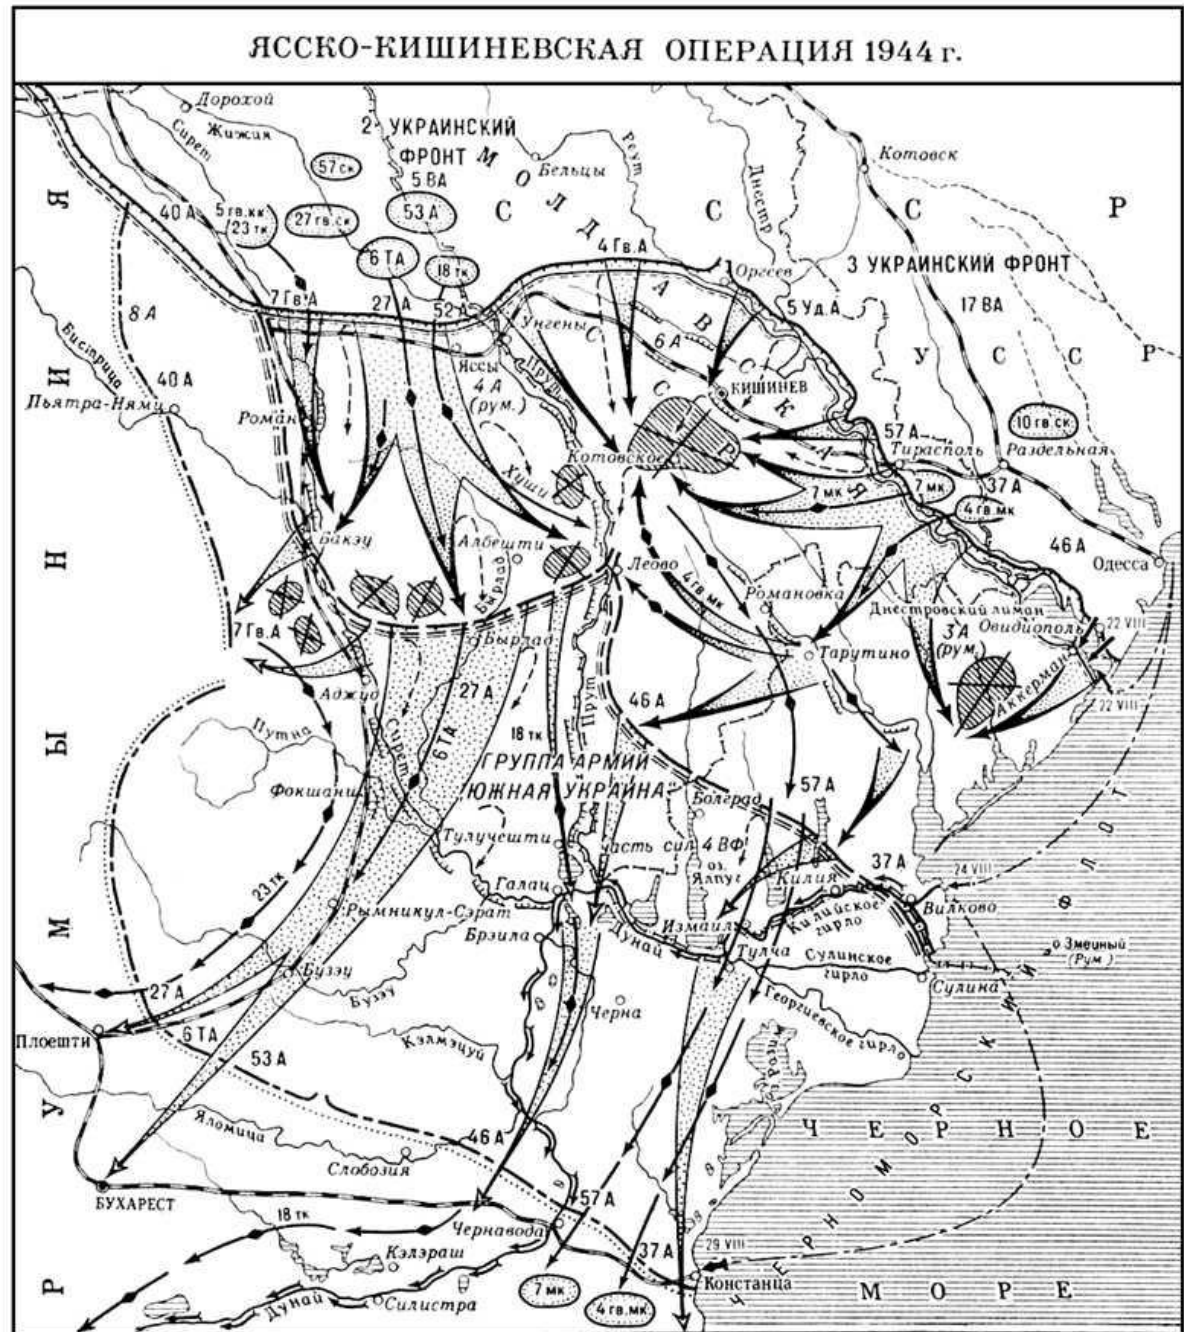 ЯССКО-КИШИНЕВСКАЯ ОПЕРАЦИЯ 1944 г.
Дорохой
Жижия
Сирет
2 УКРАИНСКИЙ
ФРОНТ
5 ВА
57 ск
53 А
27 гв.ск
5 гв.кк
23 тк
40 А
6 ТА
18 тк
Бельцы
Реут
Днестр
Котовск
МОЛДАВСКАЯ
С С Р
4 Гв.А
Оргеев
3 УКРАИНСКИЙ ФРОНТ
17 ВА
У С С Р
5 Уд.А
7 Гв.А
27 А
52 А
Унгены
6 А
8 А
Бистрица
40 А
Пьятра-Нямц
Яссы
4 А
(рум.)
Прут
КИШИНЕВ
Роман
Котовское
57 А
Тирасполь
10 гв.ск
Раздельная
37 А
Хуши
7 мк
7 мк
4 гв.мк
46 А
Одесса
Бакэу
Албешти
Бырлад
Леово
4 гв.мк
Романовка
Днестровский лиман
Овидиополь
22 VIII
3 А
(рум.)
7 Гв.А
Бырлад
Тарутино
Аккерман
22 VIII
Аджуд
27 А
46 А
Путна
Сирет
6 ТА
18 тк
Прут
ГРУППА АРМИЙ
"ЮЖНАЯ УКРАИНА"
Фокшани
Болград
57 А
Тулучешти
Часть сил 4 ВФ
оз.
Ялпуг
37 А
24 VIII
23 тк
Галац
Килия
Рымникул-Сэрат
Брэила
Дунай
Измаил
Килийское
гирло
Вилково
о Змеиный
(Рум.)
Тулча
Сулинское
гирло
Сулина
Бузэу
27 А
Бузэу
Черна
Георгиевское гирло
Плоешти
6 ТА
Кэлмэцуй
53 А
РУМЫНИЯ
Яломица
46 А
Слобозия
ЧЕРНОЕ
БУХАРЕСТ
57 А
18 тк
Чернавода
Кэлэраш
37 А
29 VIII
Констанца
МОРЕ
Дунай
Силистра
7 мк
4 гв.мк
ЧЕРНОМОРСКИЙ ФЛОТ